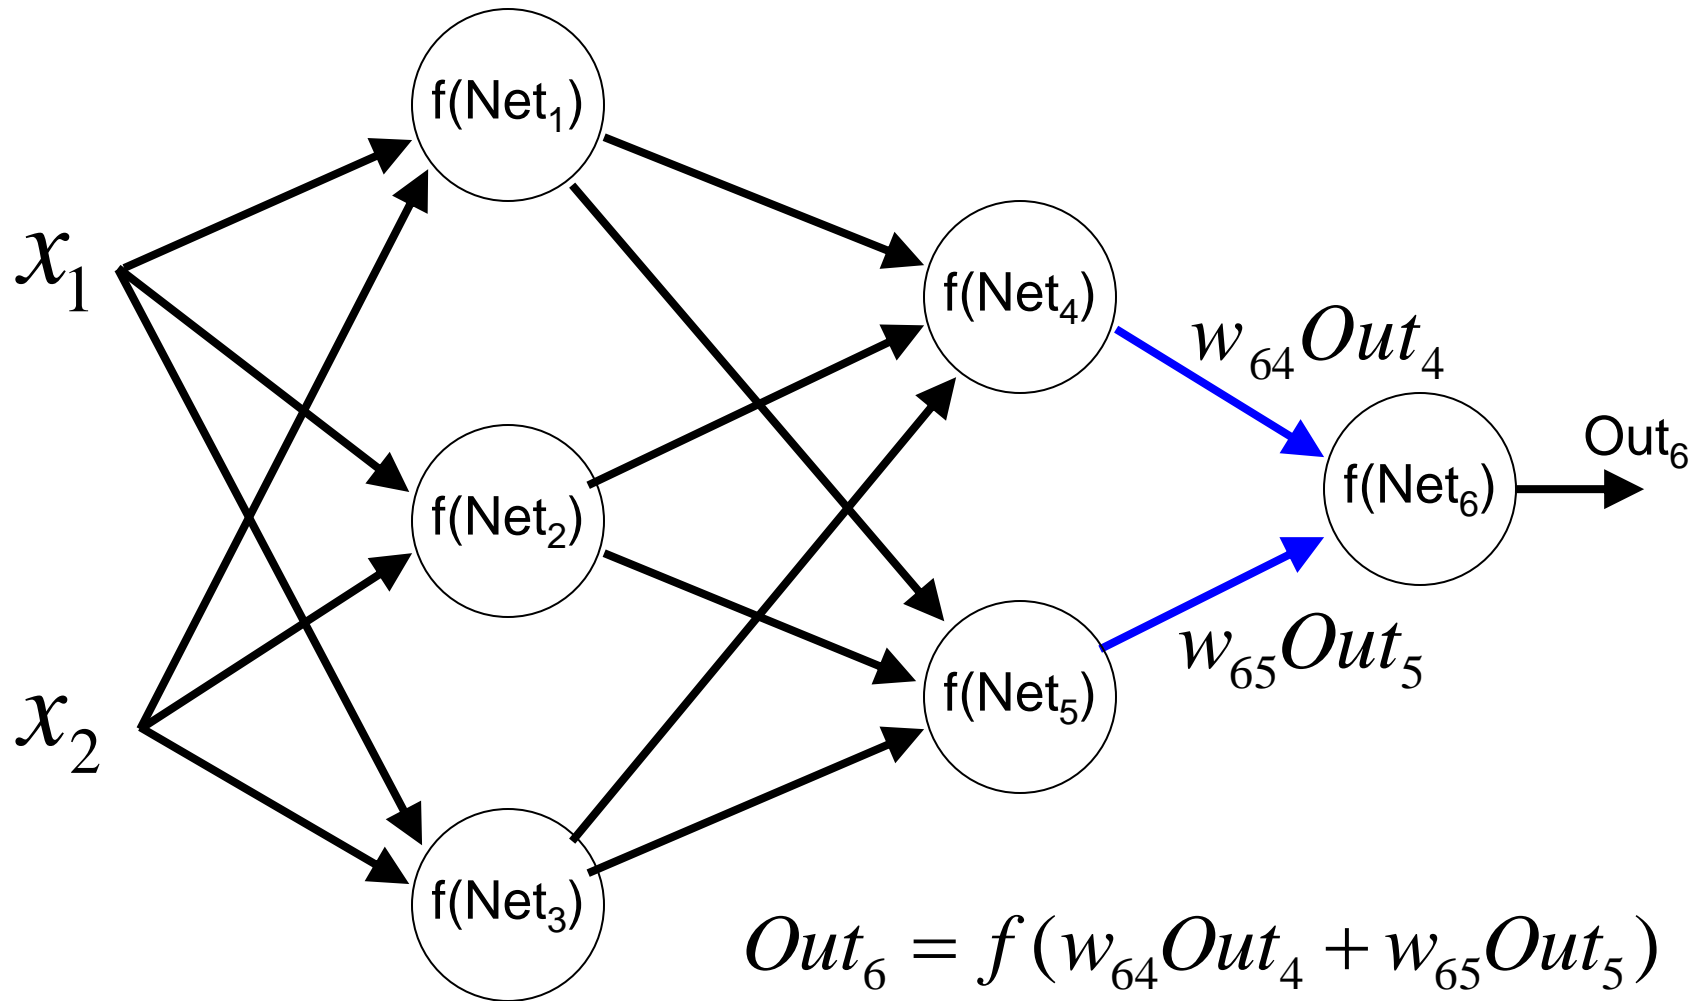 f(Net₁)
x₁
f(Net₄)
w₆₄Out₄
Out₆
f(Net₆)
f(Net₂)
w₆₅Out₅
f(Net₅)
x₂
f(Net₃)
Out₆ = f(w₆₄Out₄ + w₆₅Out₅)